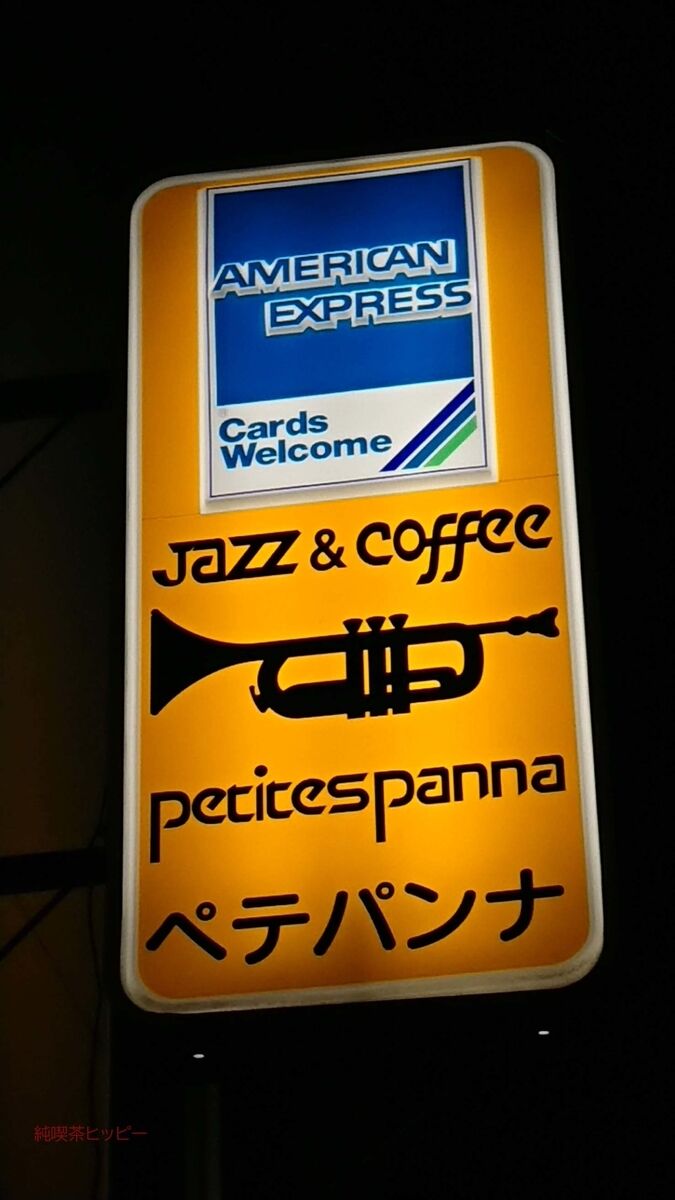 AMERICAN
EXPRESS
Cards
Welcome
Jazz & coffee
petitespanna
ペテパンナ
純喫茶ヒッピー